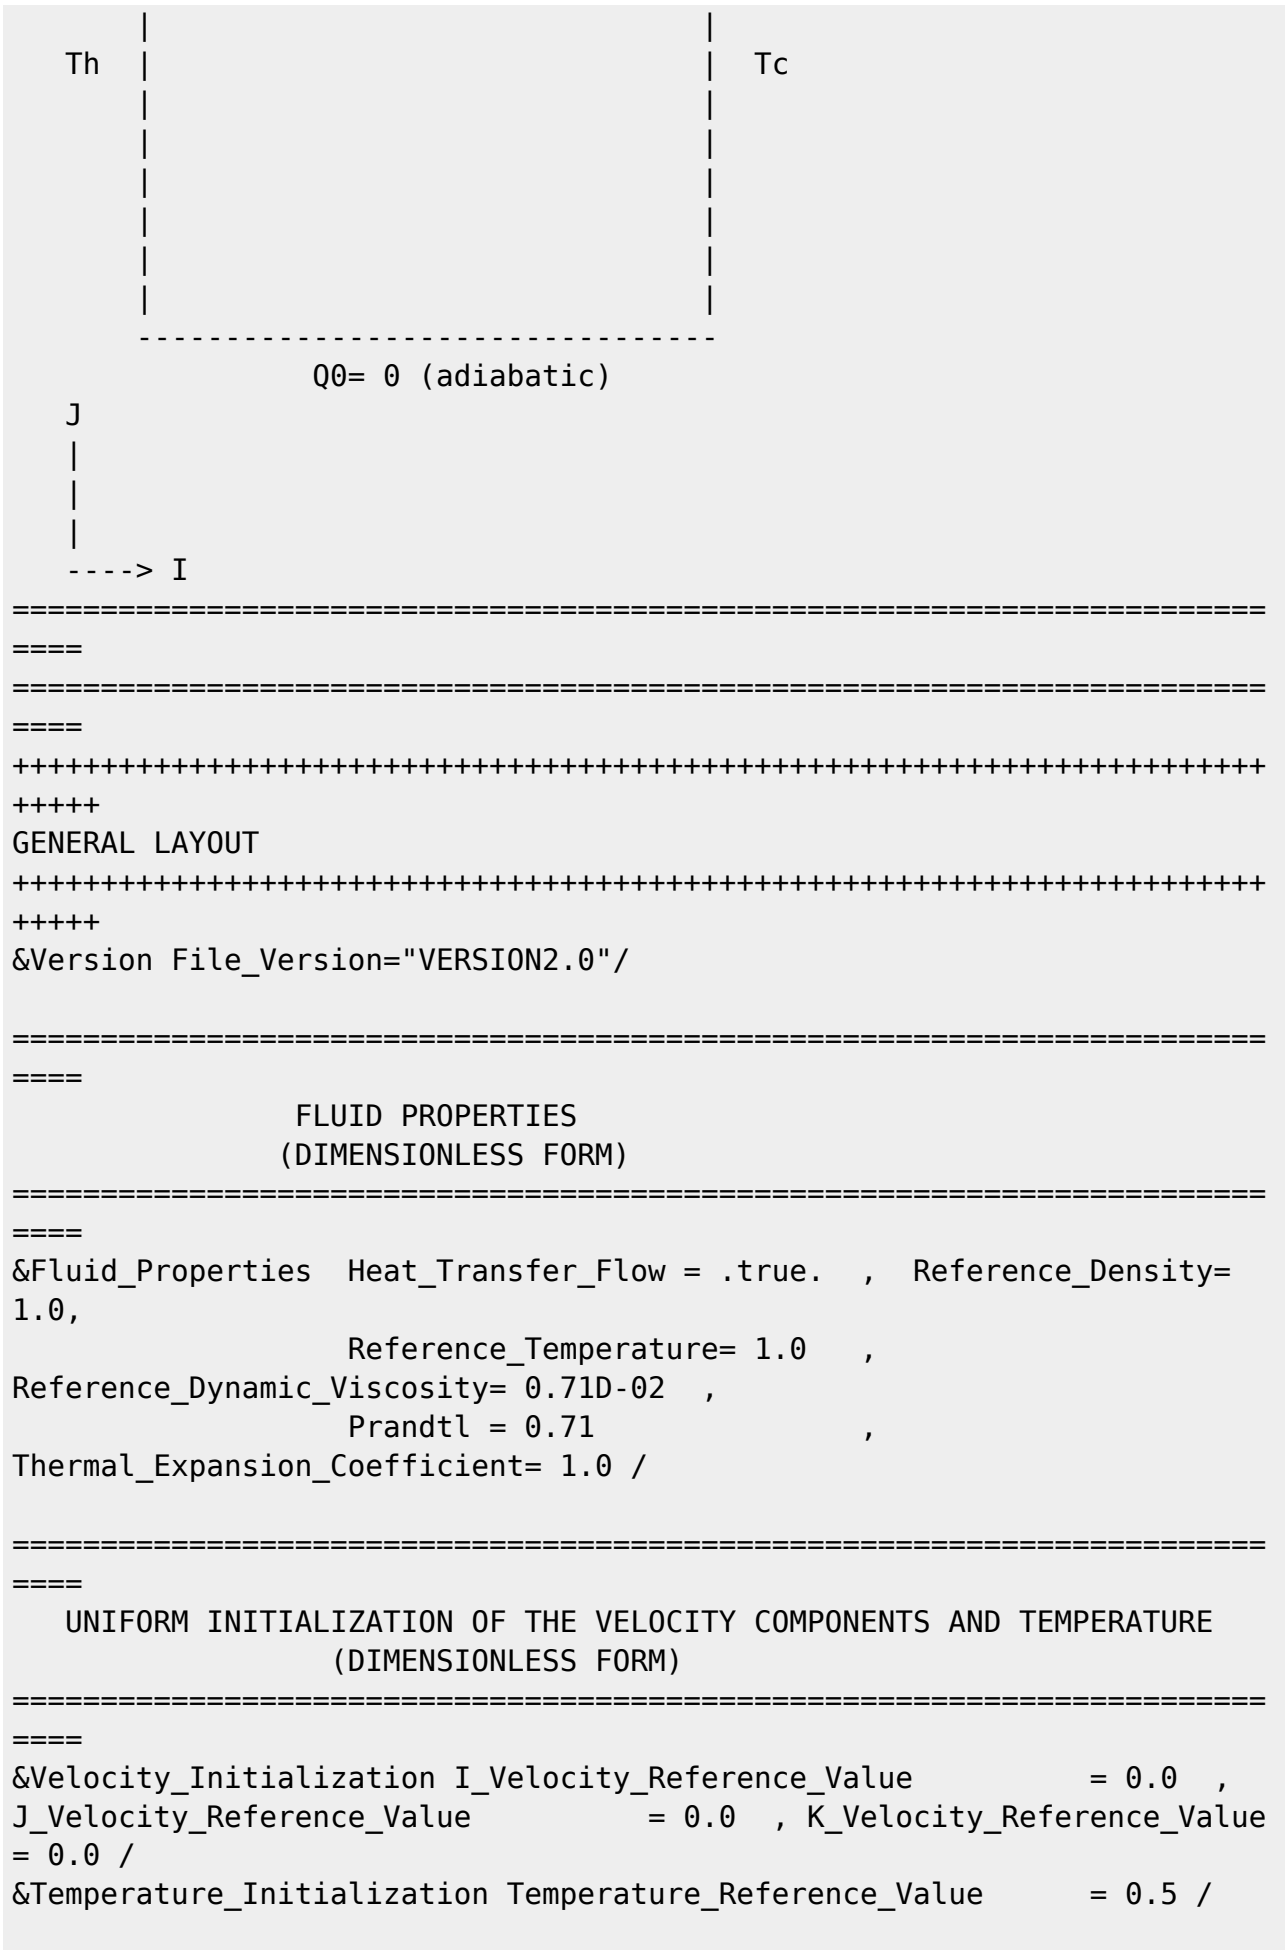 |                                |
   Th  |                                |  Tc
       |                                |
       |                                |
       |                                |
       |                                |
       |                                |
       |                                |
       ---------------------------------
                 Q0= 0 (adiabatic)
   J
   |
   |
   |
   ----> I
=======================================================================
====
=======================================================================
====
+++++++++++++++++++++++++++++++++++++++++++++++++++++++++++++++++++++++
+++++
GENERAL LAYOUT
+++++++++++++++++++++++++++++++++++++++++++++++++++++++++++++++++++++++
+++++
&Version File_Version="VERSION2.0"/

=======================================================================
====
                FLUID PROPERTIES
               (DIMENSIONLESS FORM)
=======================================================================
====
&Fluid_Properties  Heat_Transfer_Flow = .true.  ,  Reference_Density=
1.0,
                   Reference_Temperature= 1.0   ,
Reference_Dynamic_Viscosity= 0.71D-02  ,
                   Prandtl = 0.71               ,
Thermal_Expansion_Coefficient= 1.0 /

=======================================================================
====
   UNIFORM INITIALIZATION OF THE VELOCITY COMPONENTS AND TEMPERATURE
                  (DIMENSIONLESS FORM)
=======================================================================
====
&Velocity_Initialization I_Velocity_Reference_Value          = 0.0  ,
J_Velocity_Reference_Value          = 0.0  , K_Velocity_Reference_Value
= 0.0 /
&Temperature_Initialization Temperature_Reference_Value      = 0.5 /